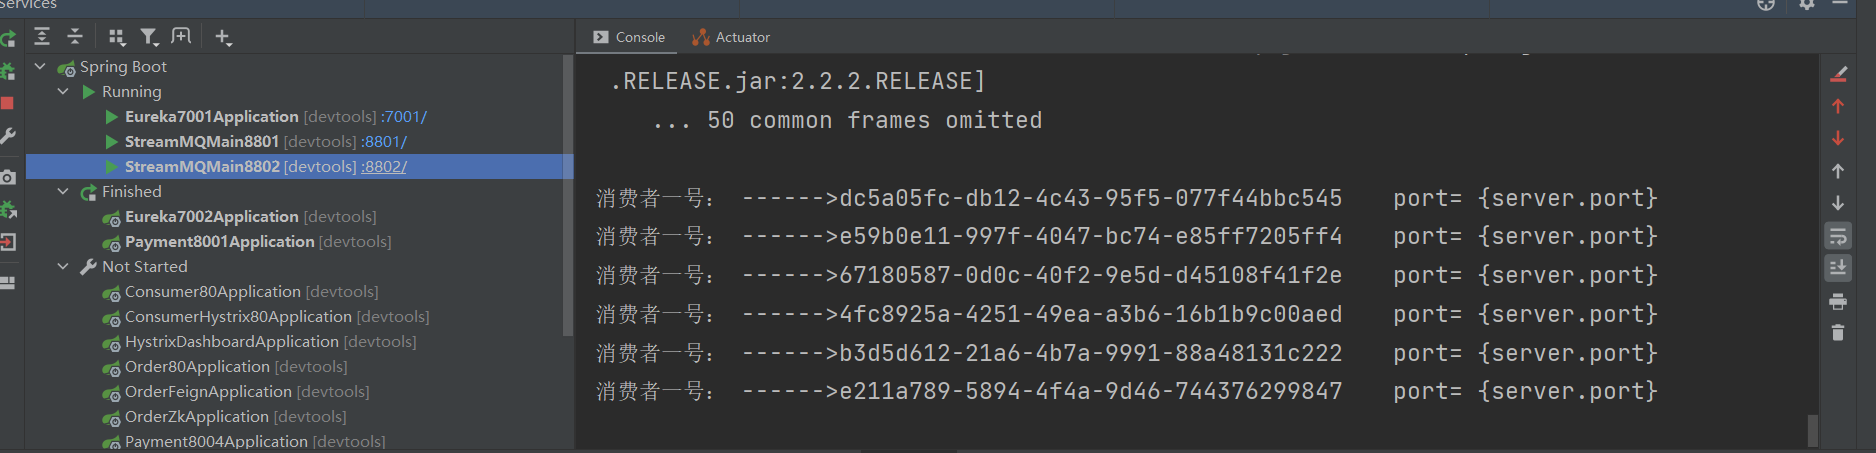 Services
Spring Boot
Running
Eureka7001Application [devtools] :7001/
StreamMQMain8801 [devtools] :8801/
StreamMQMain8802 [devtools] :8802/
Finished
Eureka7002Application [devtools]
Payment8001Application [devtools]
Not Started
Consumer80Application [devtools]
ConsumerHystrix80Application [devtools]
HystrixDashboardApplication [devtools]
Order80Application [devtools]
OrderFeignApplication [devtools]
OrderZkApplication [devtools]
Payment8004Application [devtools]
Console Actuator
.RELEASE.jar:2.2.2.RELEASE]
... 50 common frames omitted
消费者一号: ------>dc5a05fc-db12-4c43-95f5-077f44bbc545 port= {server.port}
消费者一号: ------>e59b0e11-997f-4047-bc74-e85ff7205ff4 port= {server.port}
消费者一号: ------>67180587-0d0c-40f2-9e5d-d45108f41f2e port= {server.port}
消费者一号: ------>4fc8925a-4251-49ea-a3b6-16b1b9c00aed port= {server.port}
消费者一号: ------>b3d5d612-21a6-4b7a-9991-88a48131c222 port= {server.port}
消费者一号: ------>e211a789-5894-4f4a-9d46-744376299847 port= {server.port}